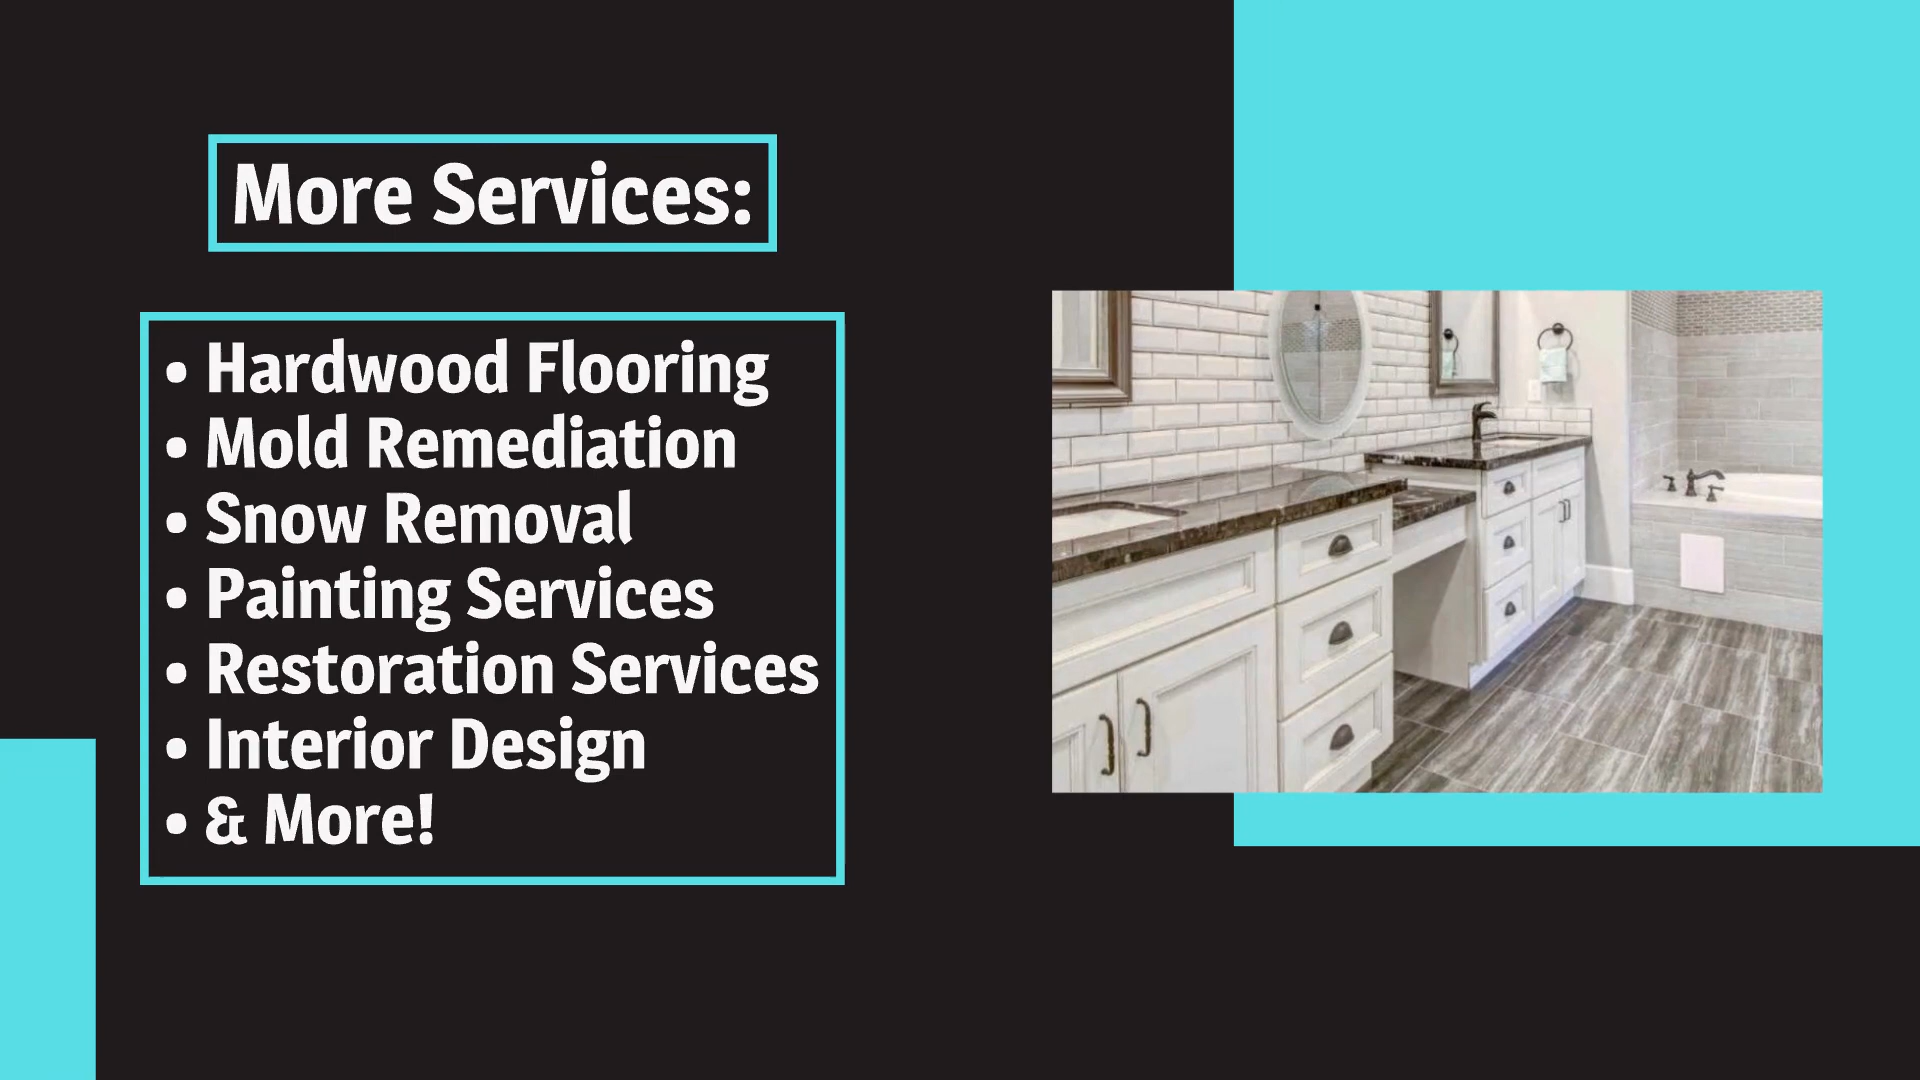 More Services:
• Hardwood Flooring
• Mold Remediation
• Snow Removal
• Painting Services
• Restoration Services
• Interior Design
• & More!